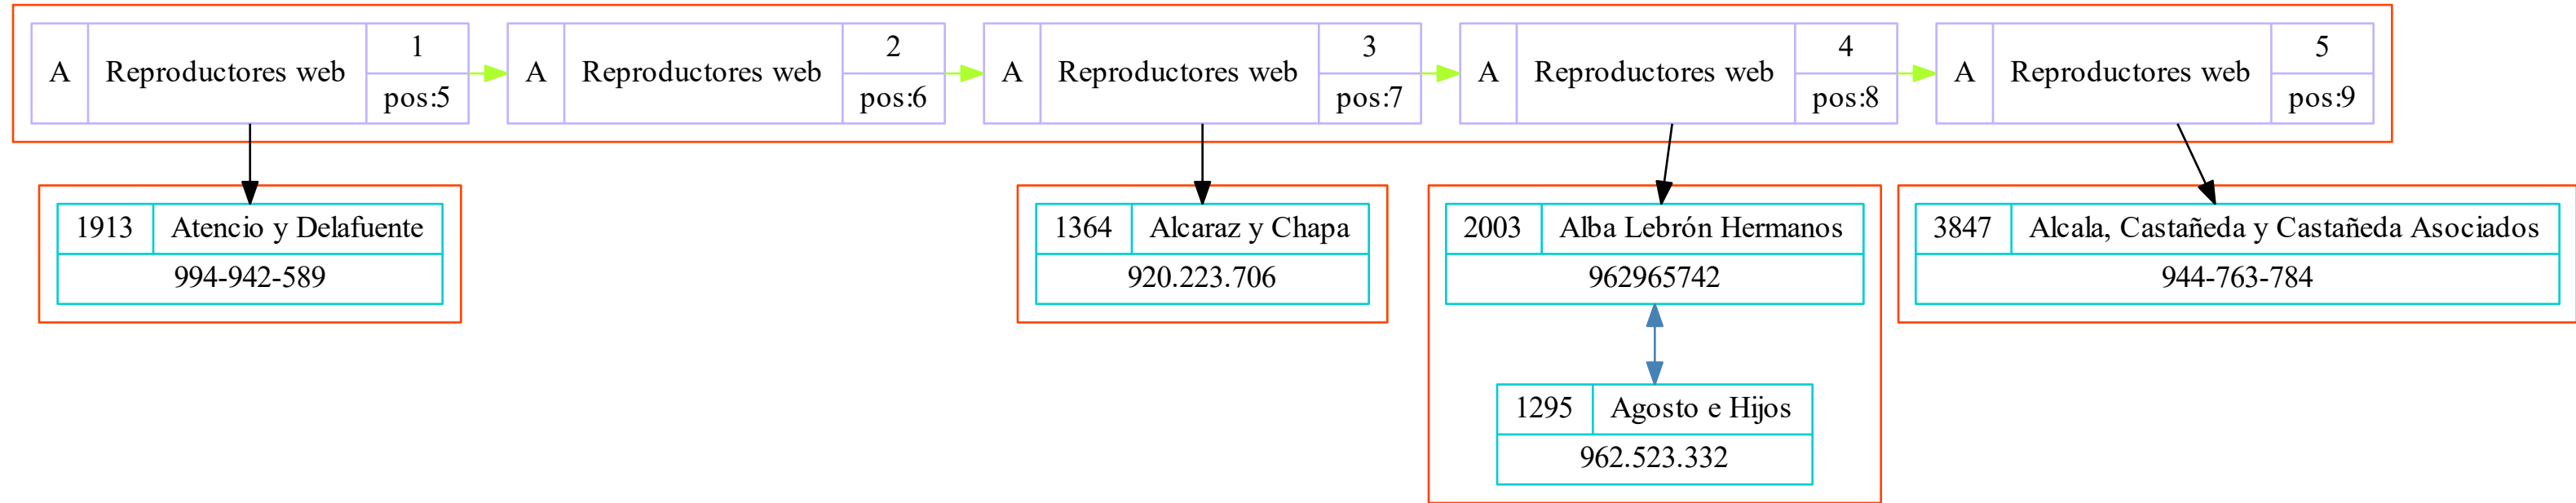 A Reproductores web 1 pos:5
A Reproductores web 2 pos:6
A Reproductores web 3 pos:7
A Reproductores web 4 pos:8
A Reproductores web 5 pos:9
1913 Atencio y Delafuente
994-942-589
1364 Alcaraz y Chapa
920.223.706
2003 Alba Lebrón Hermanos
962965742
1295 Agosto e Hijos
962.523.332
3847 Alcala, Castañeda y Castañeda Asociados
944-763-784